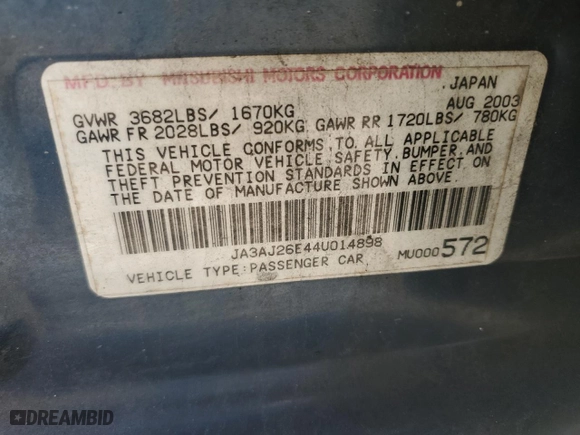 MFD. BY MITSUBISHI MOTORS CORPORATION
JAPAN
GVWR 3682LBS/ 1670KG AUG 2003
GAWR FR 2028LBS/ 920KG GAWR RR 1720LBS/ 780KG
THIS VEHICLE CONFORMS TO ALL APPLICABLE
FEDERAL MOTOR VEHICLE SAFETY, BUMPER, AND
THEFT PREVENTION STANDARDS IN EFFECT ON
THE DATE OF MANUFACTURE SHOWN ABOVE.
JA3AJ26E44U014898
VEHICLE TYPE:PASSENGER CAR MU000572
DREAMBID